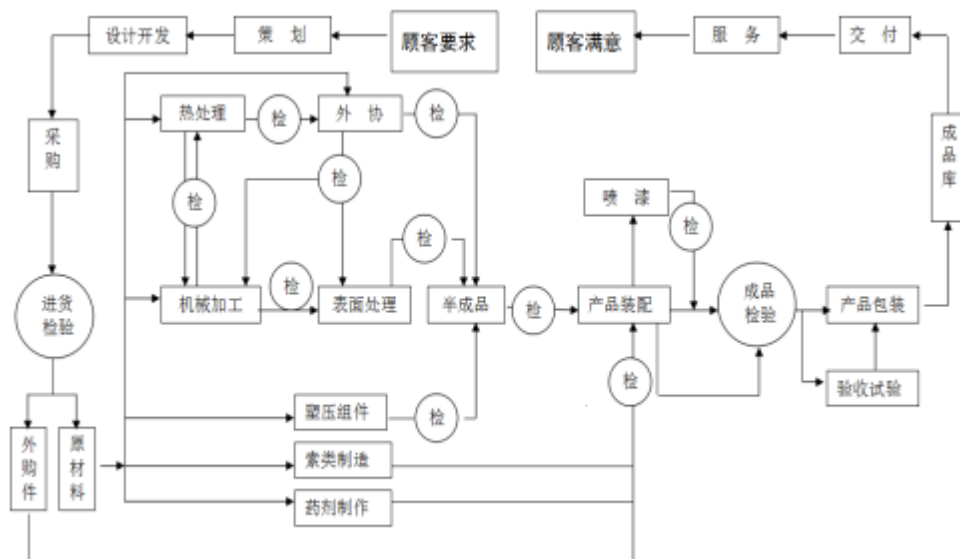 设计开发
策 划
顾客要求
顾客满意
服 务
交 付
热处理
检
外 协
检
采
购
成
品
库
检
检
喷 漆
检
检
进货
检验
机械加工
检
表面处理
半成品
检
产品装配
成品
检验
产品包装
检
验收试验
塑压组件
检
外
购
件
原
材
料
索类制造
药剂制作